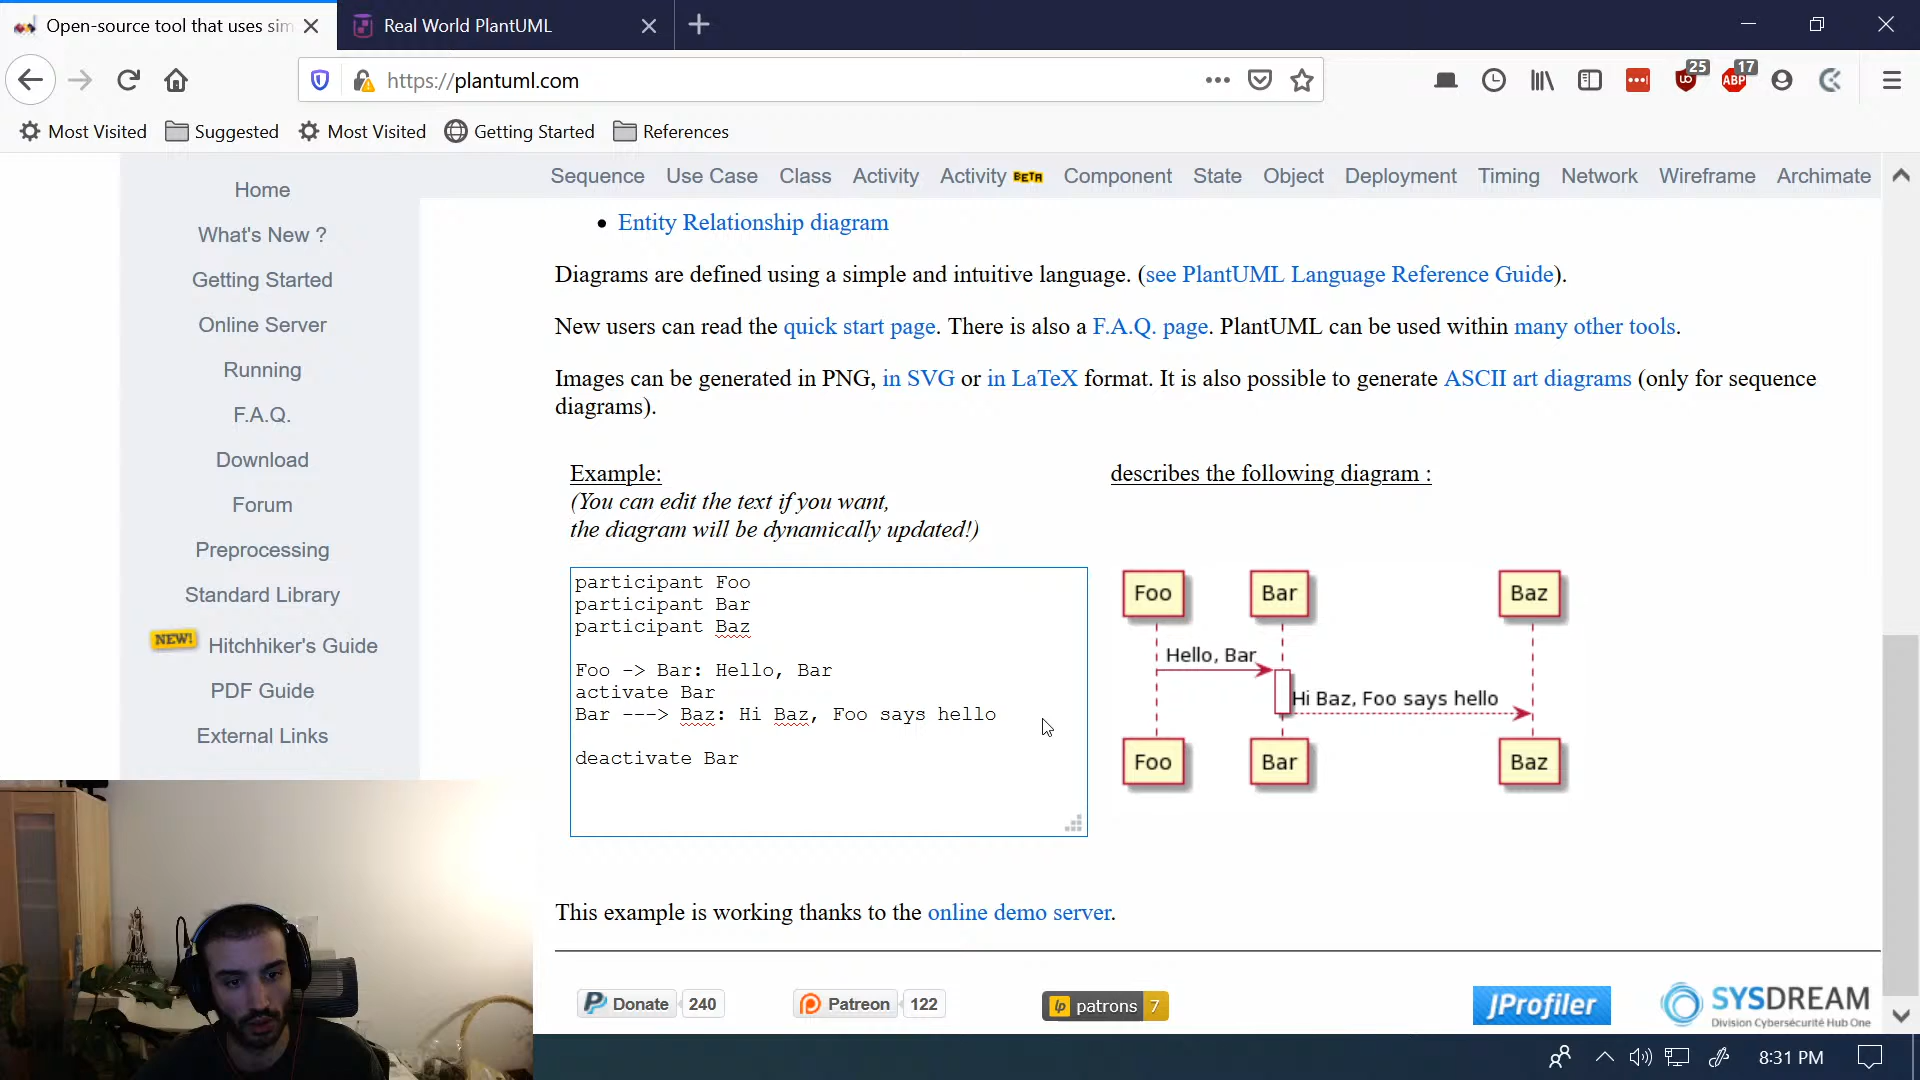 Open-source tool that uses sim
Real World PlantUML
https://plantuml.com
25
ABP
17
Most Visited
Suggested
Most Visited
Getting Started
References
Home
What's New ?
Getting Started
Online Server
Running
F.A.Q.
Download
Forum
Preprocessing
Standard Library
NEW! Hitchhiker's Guide
PDF Guide
External Links
Sequence Use Case Class Activity Activity BETA Component State Object Deployment Timing Network Wireframe Archimate
Entity Relationship diagram
Diagrams are defined using a simple and intuitive language. (see PlantUML Language Reference Guide).
New users can read the quick start page. There is also a F.A.Q. page. PlantUML can be used within many other tools.
Images can be generated in PNG, in SVG or in LaTeX format. It is also possible to generate ASCII art diagrams (only for sequence
diagrams).
Example:
(You can edit the text if you want,
the diagram will be dynamically updated!)
participant Foo
participant Bar
participant Baz
Foo -> Bar: Hello, Bar
activate Bar
Bar ---> Baz: Hi Baz, Foo says hello
deactivate Bar
describes the following diagram :
Foo Bar Baz
Hello, Bar
Hi Baz, Foo says hello
Foo Bar Baz
This example is working thanks to the online demo server.
Donate 240
Patreon 122
lp patrons 7
JProfiler
SYSDREAM
Division Cybersécurité Hub One
8:31 PM